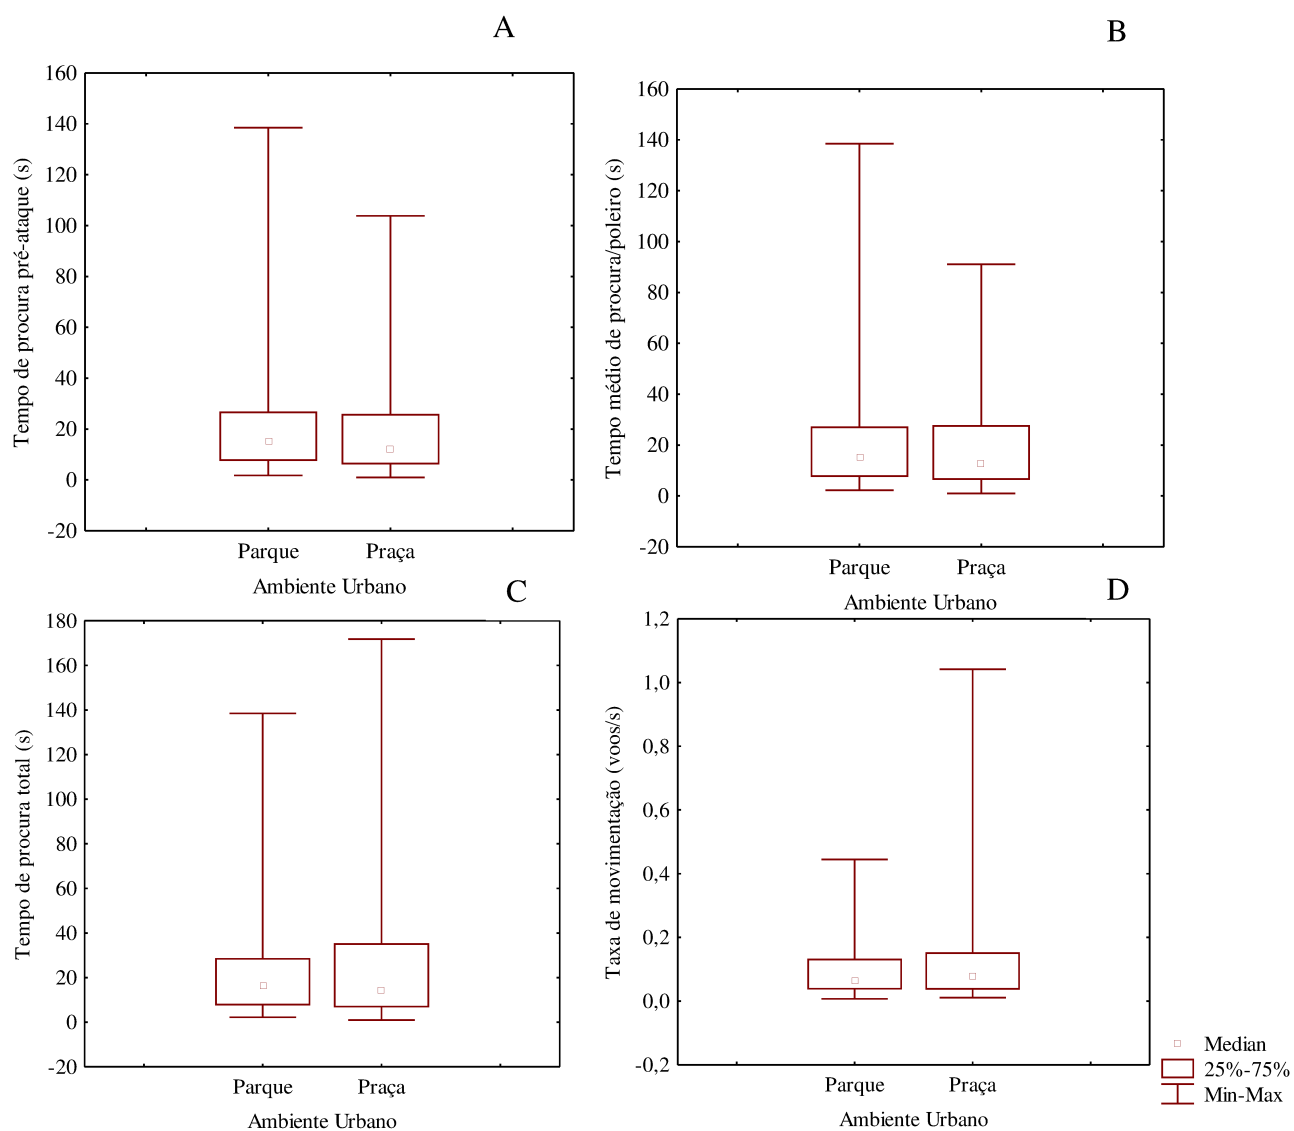 A
Tempo de procura pré-ataque (s)
160
140
120
100
80
60
40
20
0
-20
Parque Praça
Ambiente Urbano
B
Tempo médio de procura/poleiro (s)
160
140
120
100
80
60
40
20
0
-20
Parque Praça
Ambiente Urbano
C
Tempo de procura total (s)
180
160
140
120
100
80
60
40
20
0
-20
Parque Praça
Ambiente Urbano
D
Taxa de movimentação (voos/s)
1,2
1,0
0,8
0,6
0,4
0,2
0,0
-0,2
Parque Praça
Ambiente Urbano
Median
25%-75%
Min-Max